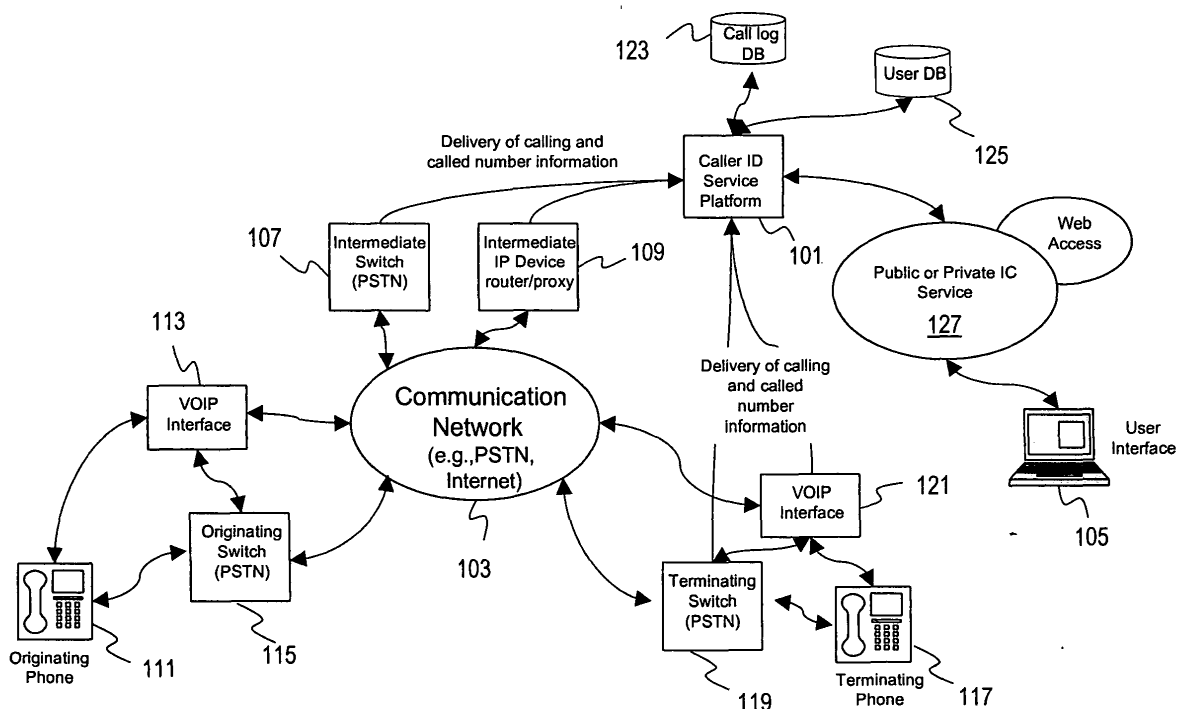 123
Call log
DB
User DB
125
Delivery of calling and
called number information
Caller ID
Service
Platform
101
107
Intermediate
Switch
(PSTN)
Intermediate
IP Device
router/proxy
109
Web
Access
Public or Private IC
Service
127
113
VOIP
Interface
Communication
Network
(e.g.,PSTN,
Internet)
103
Delivery of calling
and called
number
information
User
Interface
105
VOIP
Interface
121
Originating
Switch
(PSTN)
115
Originating
Phone
111
Terminating
Switch
(PSTN)
119
Terminating
Phone
117